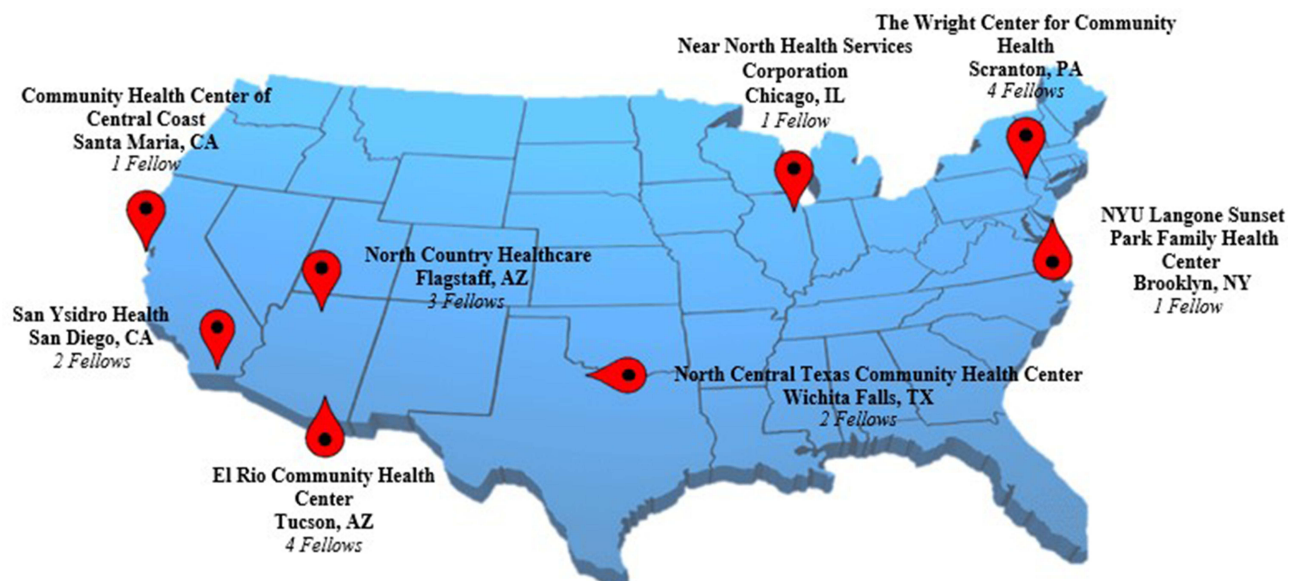 The Wright Center for Community
Health
Scranton, PA
4 Fellows
Near North Health Services
Corporation
Chicago, IL
1 Fellow
Community Health Center of
Central Coast
Santa Maria, CA
1 Fellow
NYU Langone Sunset
Park Family Health
Center
Brooklyn, NY
1 Fellow
North Country Healthcare
Flagstaff, AZ
3 Fellows
San Ysidro Health
San Diego, CA
2 Fellows
North Central Texas Community Health Center
Wichita Falls, TX
2 Fellows
El Rio Community Health
Center
Tucson, AZ
4 Fellows